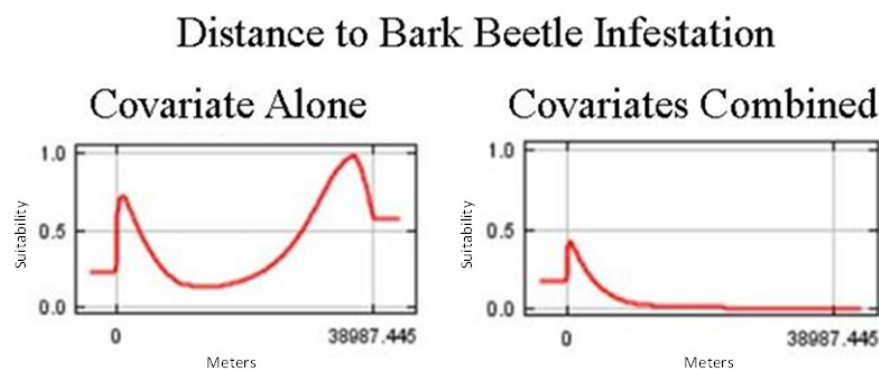 Distance to Bark Beetle Infestation
Covariate Alone
1.0
0.5
0.0
Suitability
0
38987.445
Meters
Covariates Combined
1.0
0.5
0.0
Suitability
0
38987.445
Meters